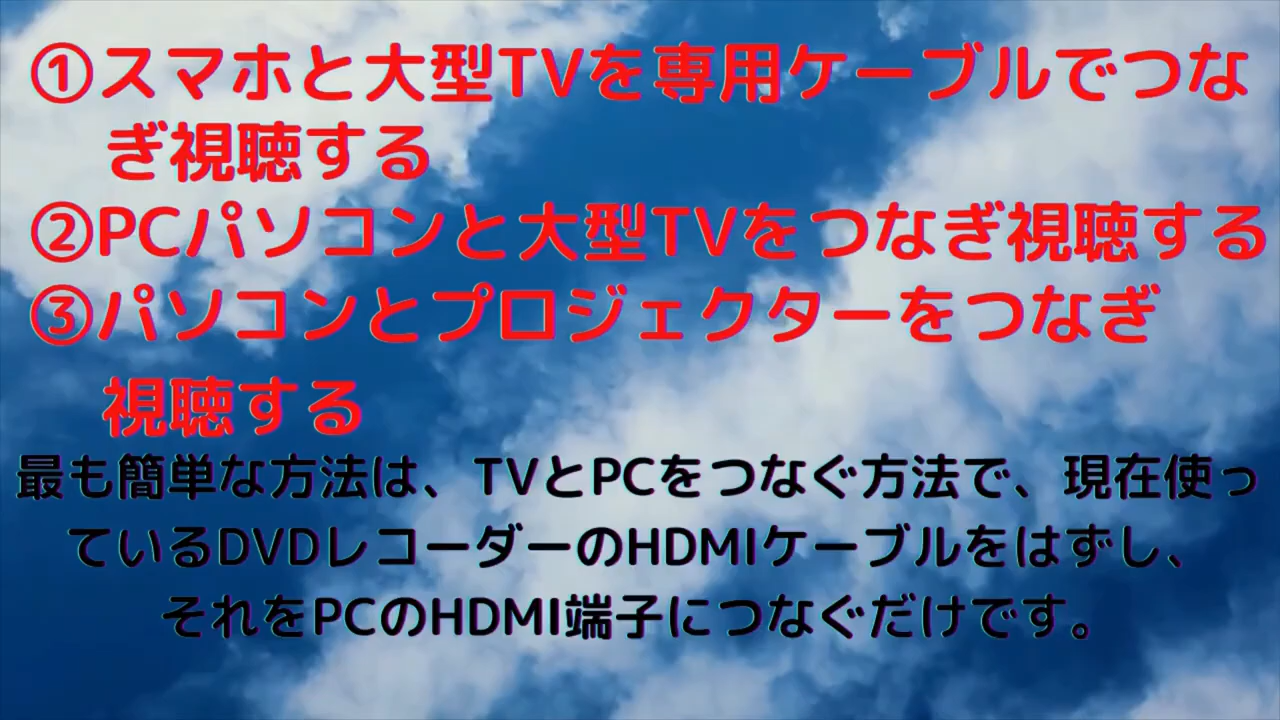 ①スマホと大型TVを専用ケーブルでつな
ぎ視聴する
②PCパソコンと大型TVをつなぎ視聴する
③パソコンとプロジェクターをつなぎ
視聴する
最も簡単な方法は、TVとPCをつなぐ方法で、現在使っ
ているDVDレコーダーのHDMIケーブルをはずし、
それをPCのHDMI端子につなぐだけです。